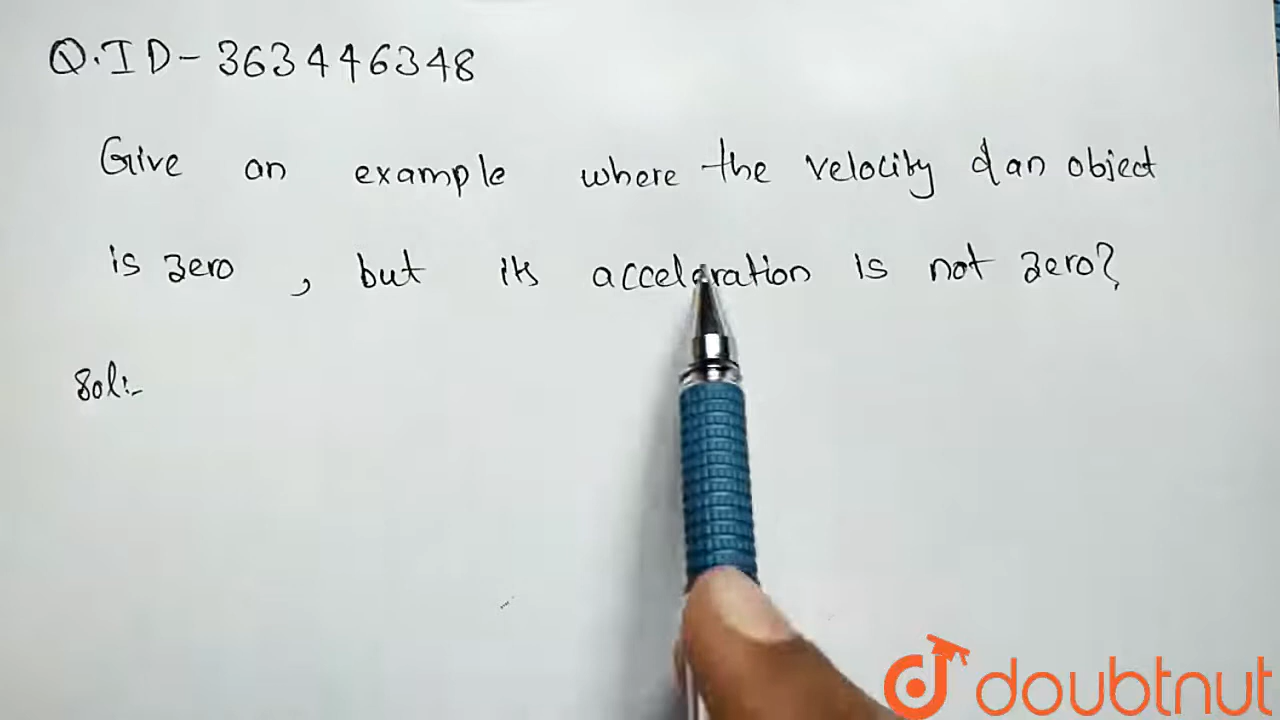 Q.ID - 363446348
Give an example where the velocity of an object
is zero, but its acceleration is not zero?
Sol:-
doubtnut